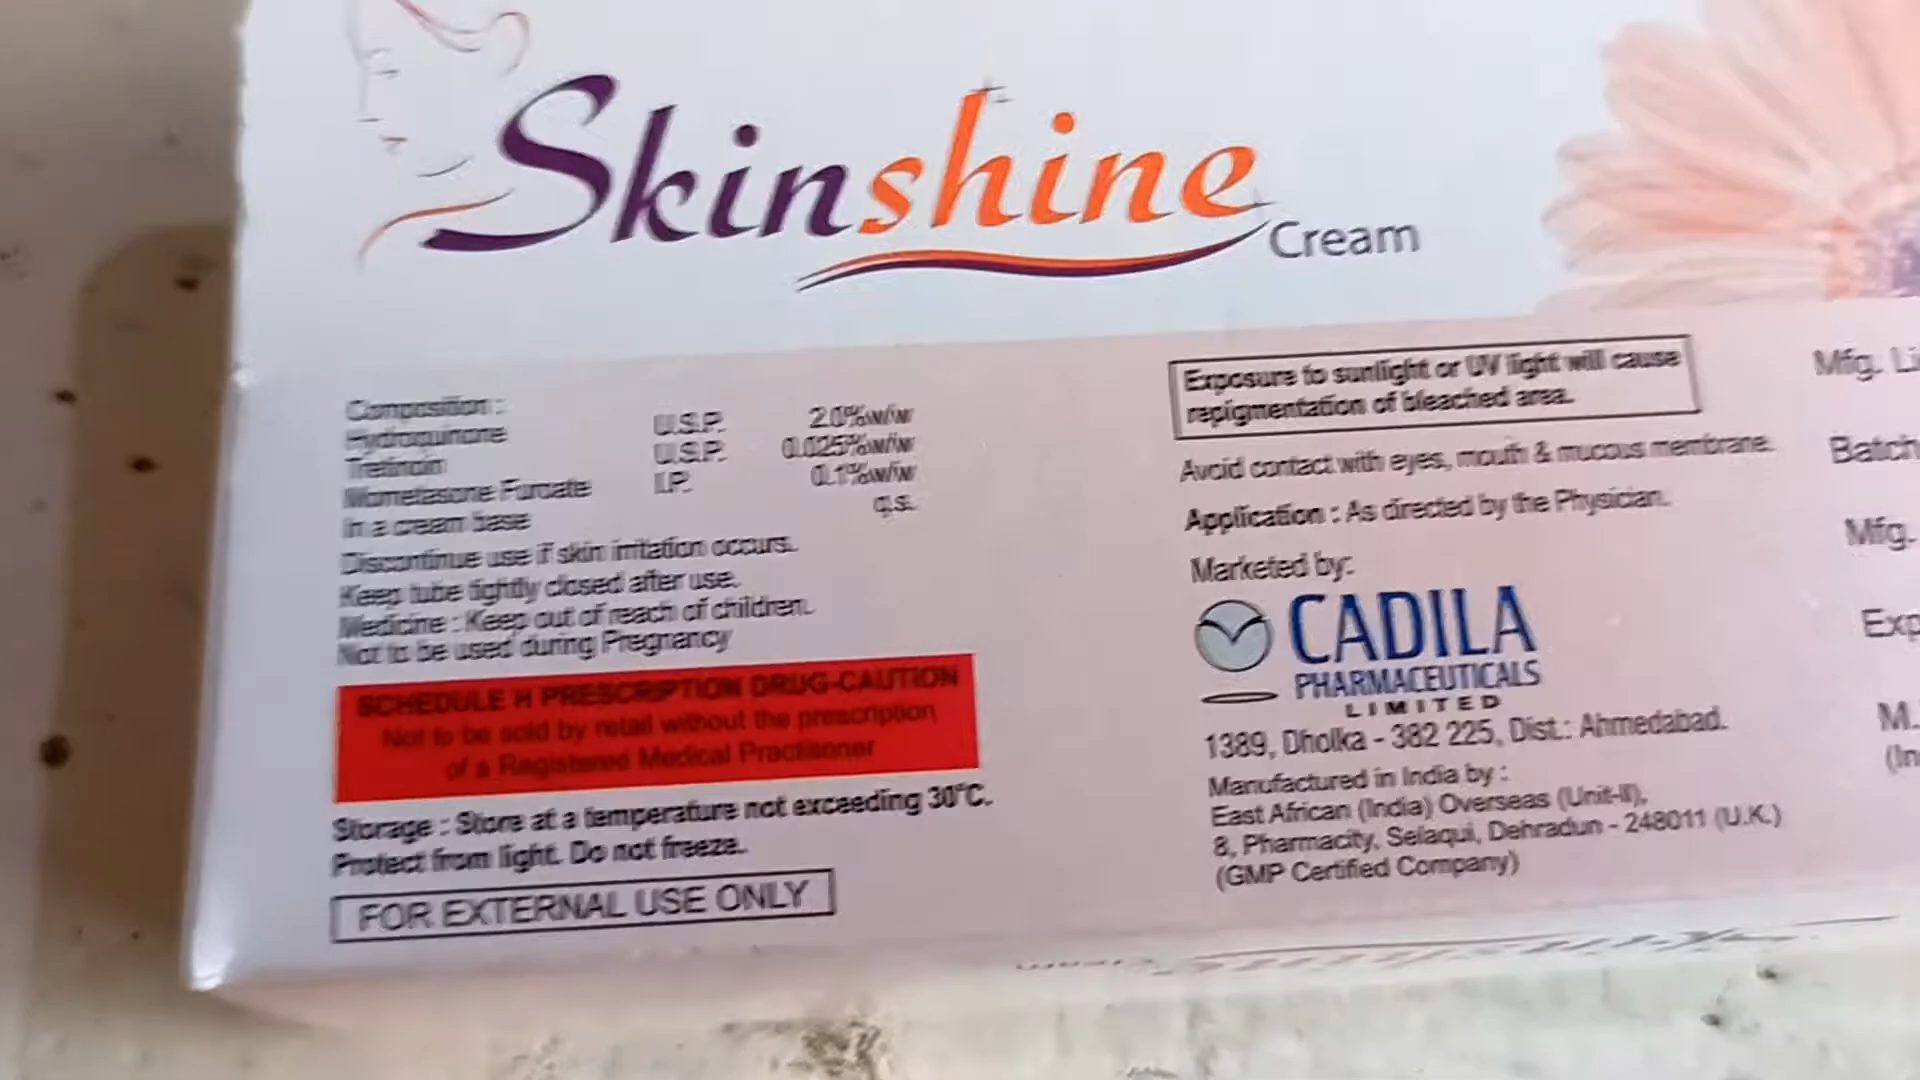 Skinshine
Cream
Composition :
Hydroquinone U.S.P. 2.0%w/w
Tretinoin U.S.P. 0.025%w/w
Mometasone Furoate I.P. 0.1%w/w
In a cream base q.s.
Discontinue use if skin irritation occurs.
Keep tube tightly closed after use.
Medicine : Keep out of reach of children.
Not to be used during Pregnancy
SCHEDULE H PRESCRIPTION DRUG-CAUTION
Not to be sold by retail without the prescription
of a Registered Medical Practitioner
Storage : Store at a temperature not exceeding 30°C.
Protect from light. Do not freeze.
FOR EXTERNAL USE ONLY
Exposure to sunlight or UV light will cause
repigmentation of bleached area.
Avoid contact with eyes, mouth & mucous membrane.
Application : As directed by the Physician.
Marketed by:
CADILA
PHARMACEUTICALS
LIMITED
1389, Dholka - 382 225, Dist.: Ahmedabad.
Manufactured in India by :
East African (India) Overseas (Unit-II),
8, Pharmacity, Selaqui, Dehradun - 248011 (U.K.)
(GMP Certified Company)
Mfg. Li
Batch
Mfg.
Exp
M.
(In